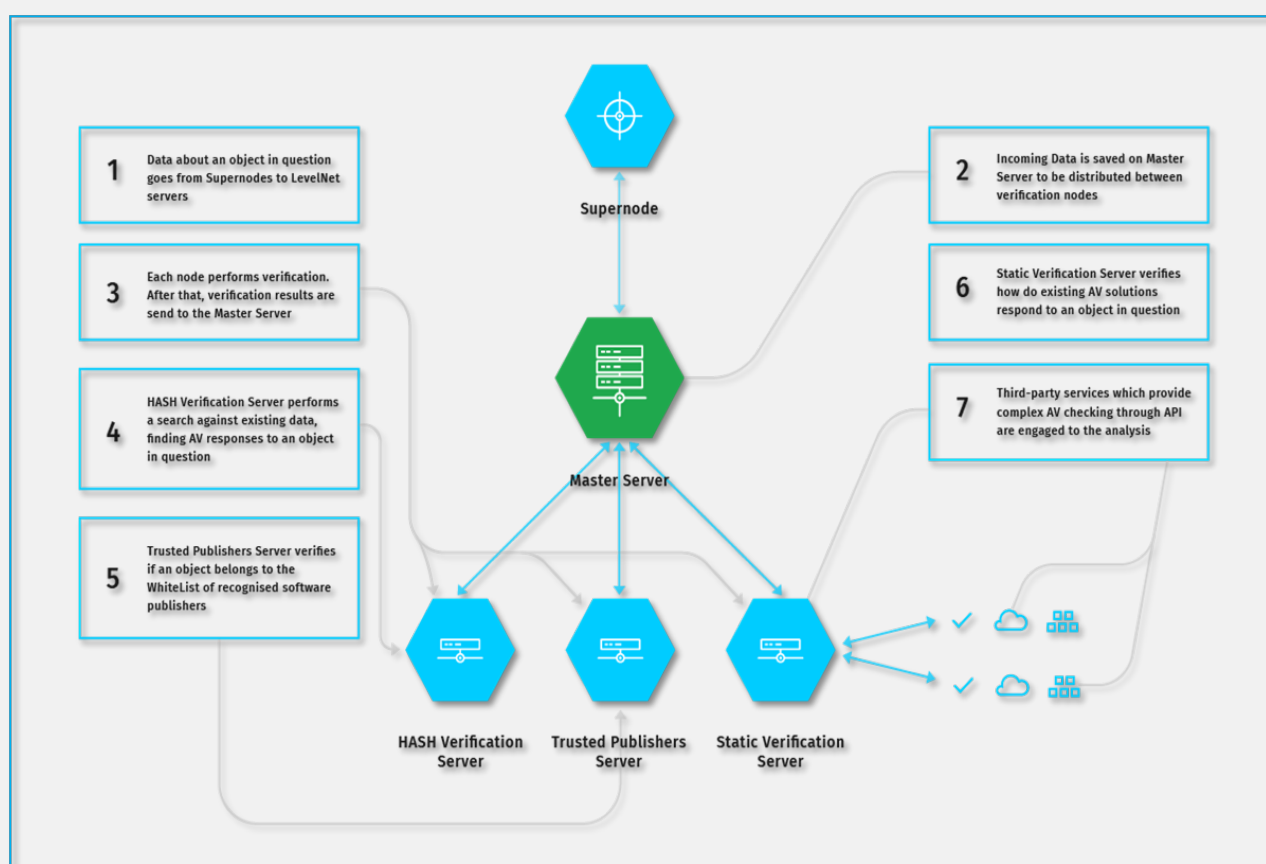 Supernode
1
Data about an object in question
goes from Supernodes to LevelNet
servers
2
Incoming Data is saved on Master
Server to be distributed between
verification nodes
3
Each node performs verification.
After that, verification results are
send to the Master Server
6
Static Verification Server verifies
how do existing AV solutions
respond to an object in question
4
HASH Verification Server performs
a search against existing data,
finding AV responses to an object
in question
7
Third-party services which provide
complex AV checking through API
are engaged to the analysis
Master Server
5
Trusted Publishers Server verifies
if an object belongs to the
WhiteList of recognised software
publishers
HASH Verification
Server
Trusted Publishers
Server
Static Verification
Server